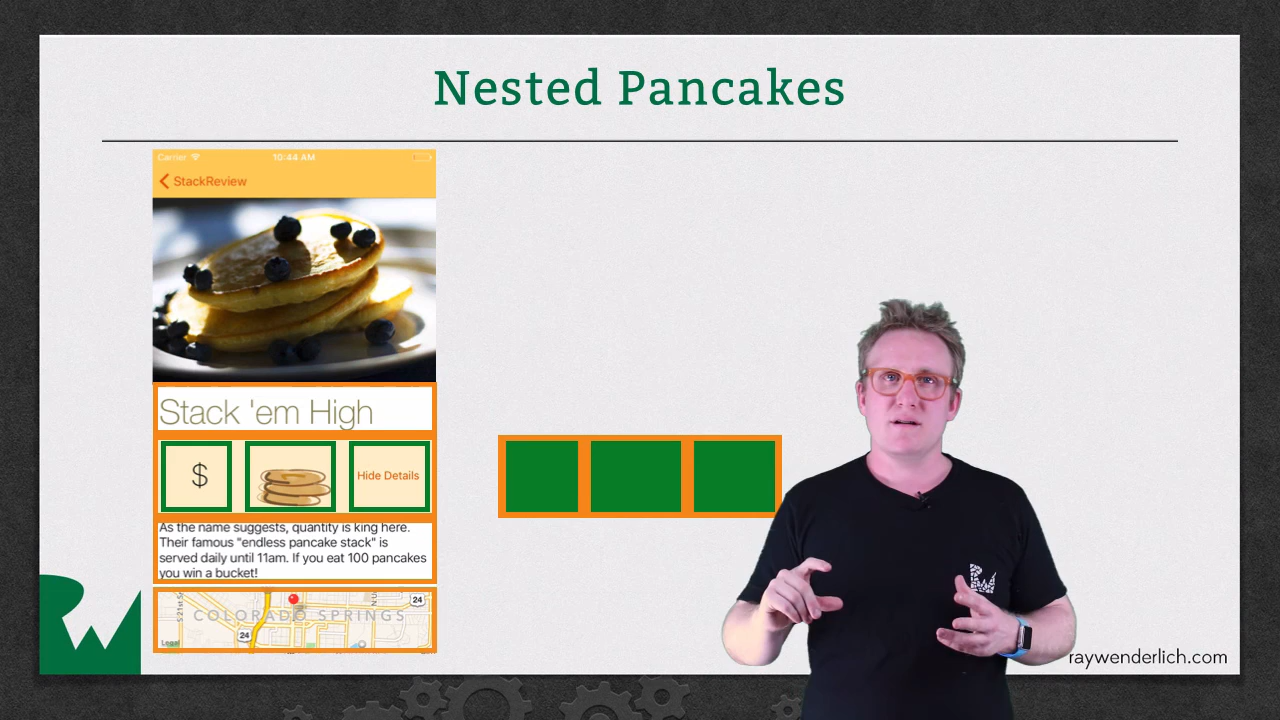 Nested Pancakes
Carrier 10:44 AM
StackReview
Stack 'em High
$
Hide Details
As the name suggests, quantity is king here.
Their famous "endless pancake stack" is
served daily until 11am. If you eat 100 pancakes
you win a bucket!
24
COLORADO SPRINGS
24
Legal
RW
raywenderlich.com